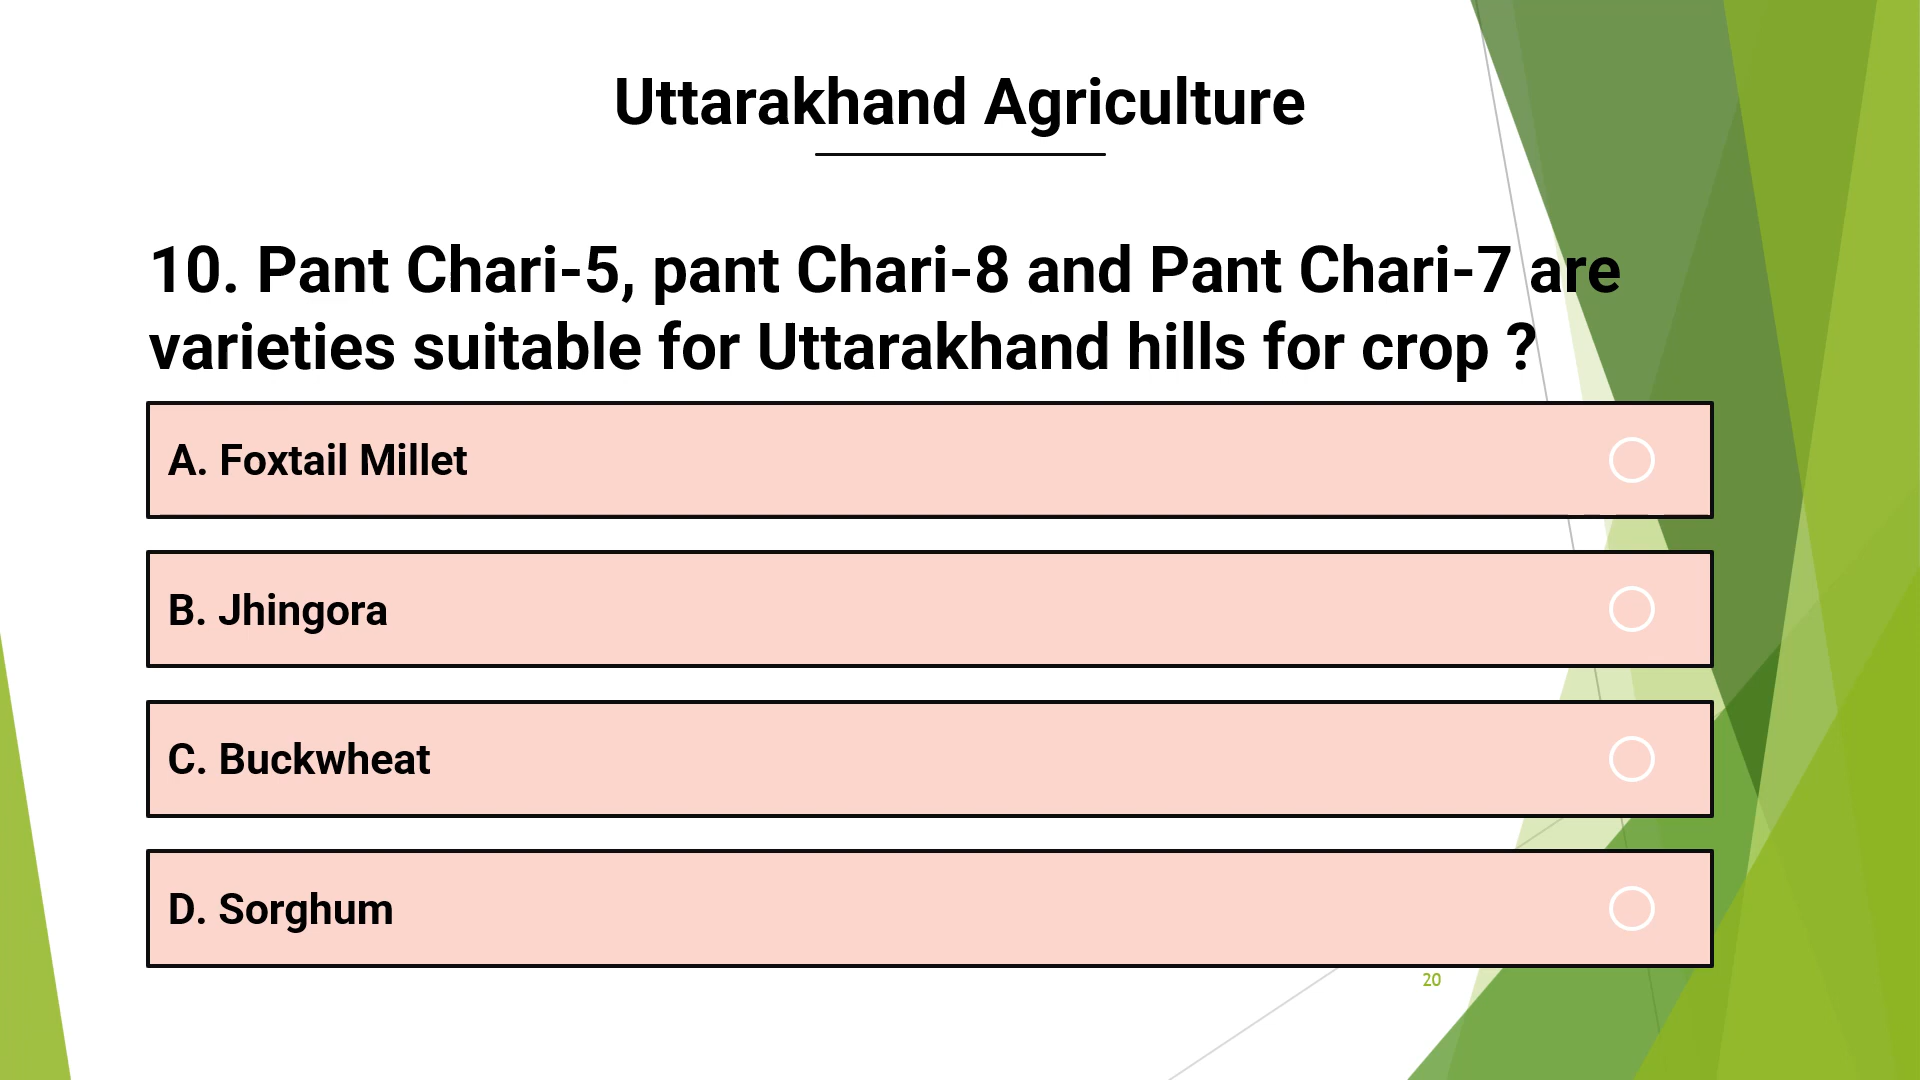 Uttarakhand Agriculture
10. Pant Chari-5, pant Chari-8 and Pant Chari-7 are
varieties suitable for Uttarakhand hills for crop ?
A. Foxtail Millet
B. Jhingora
C. Buckwheat
D. Sorghum
20